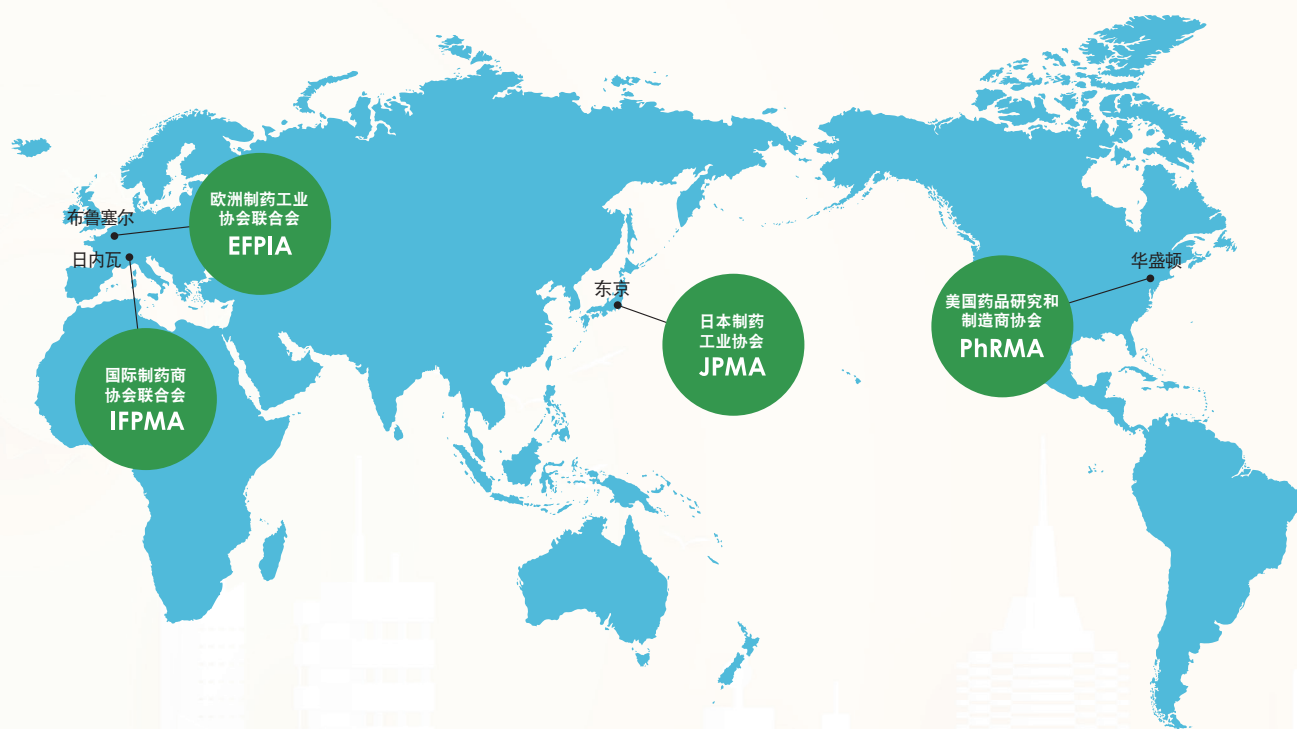 布鲁塞尔
欧洲制药工业
协会联合会
EFPIA
日内瓦
国际制药商
协会联合会
IFPMA
东京
日本制药
工业协会
JPMA
华盛顿
美国药品研究和
制造商协会
PhRMA